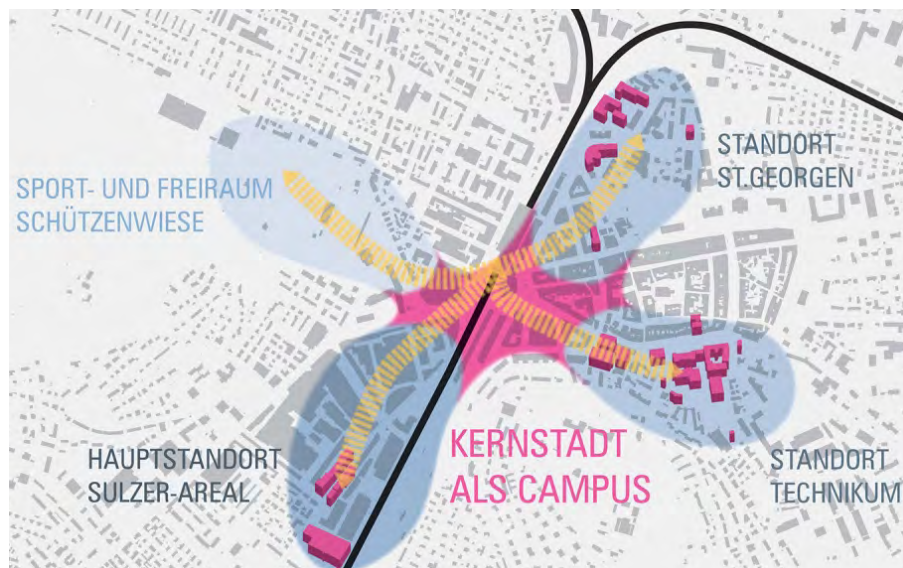 STANDORT
ST.GEORGEN
SPORT- UND FREIRAUM
SCHÜTZENWIESE
KERNSTADT
ALS CAMPUS
HAUPTSTANDORT
SULZER-AREAL
STANDORT
TECHNIKUM